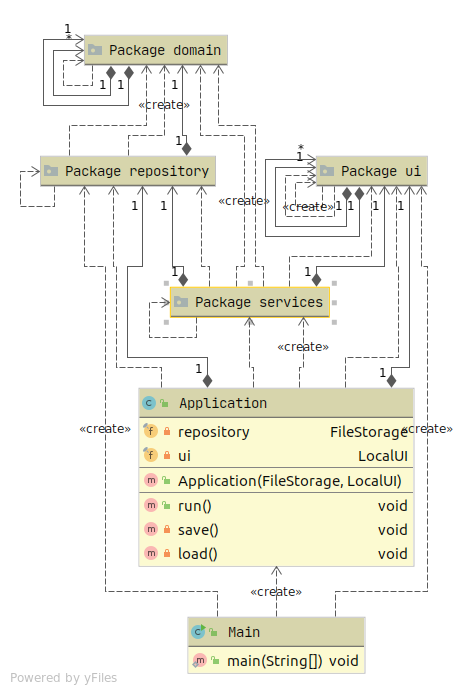 1
*
Package domain
1
1
1
«create»
1
*
1
Package repository
Package ui
«create»
«create»
1
1
1
1
1
1
1
1
Package services
«create»
1
1
Application
«create»
«create»
repository FileStorage
ui LocalUI
Application(FileStorage, LocalUI)
run() void
save() void
load() void
«create»
Main
main(String[]) void
Powered by yFiles